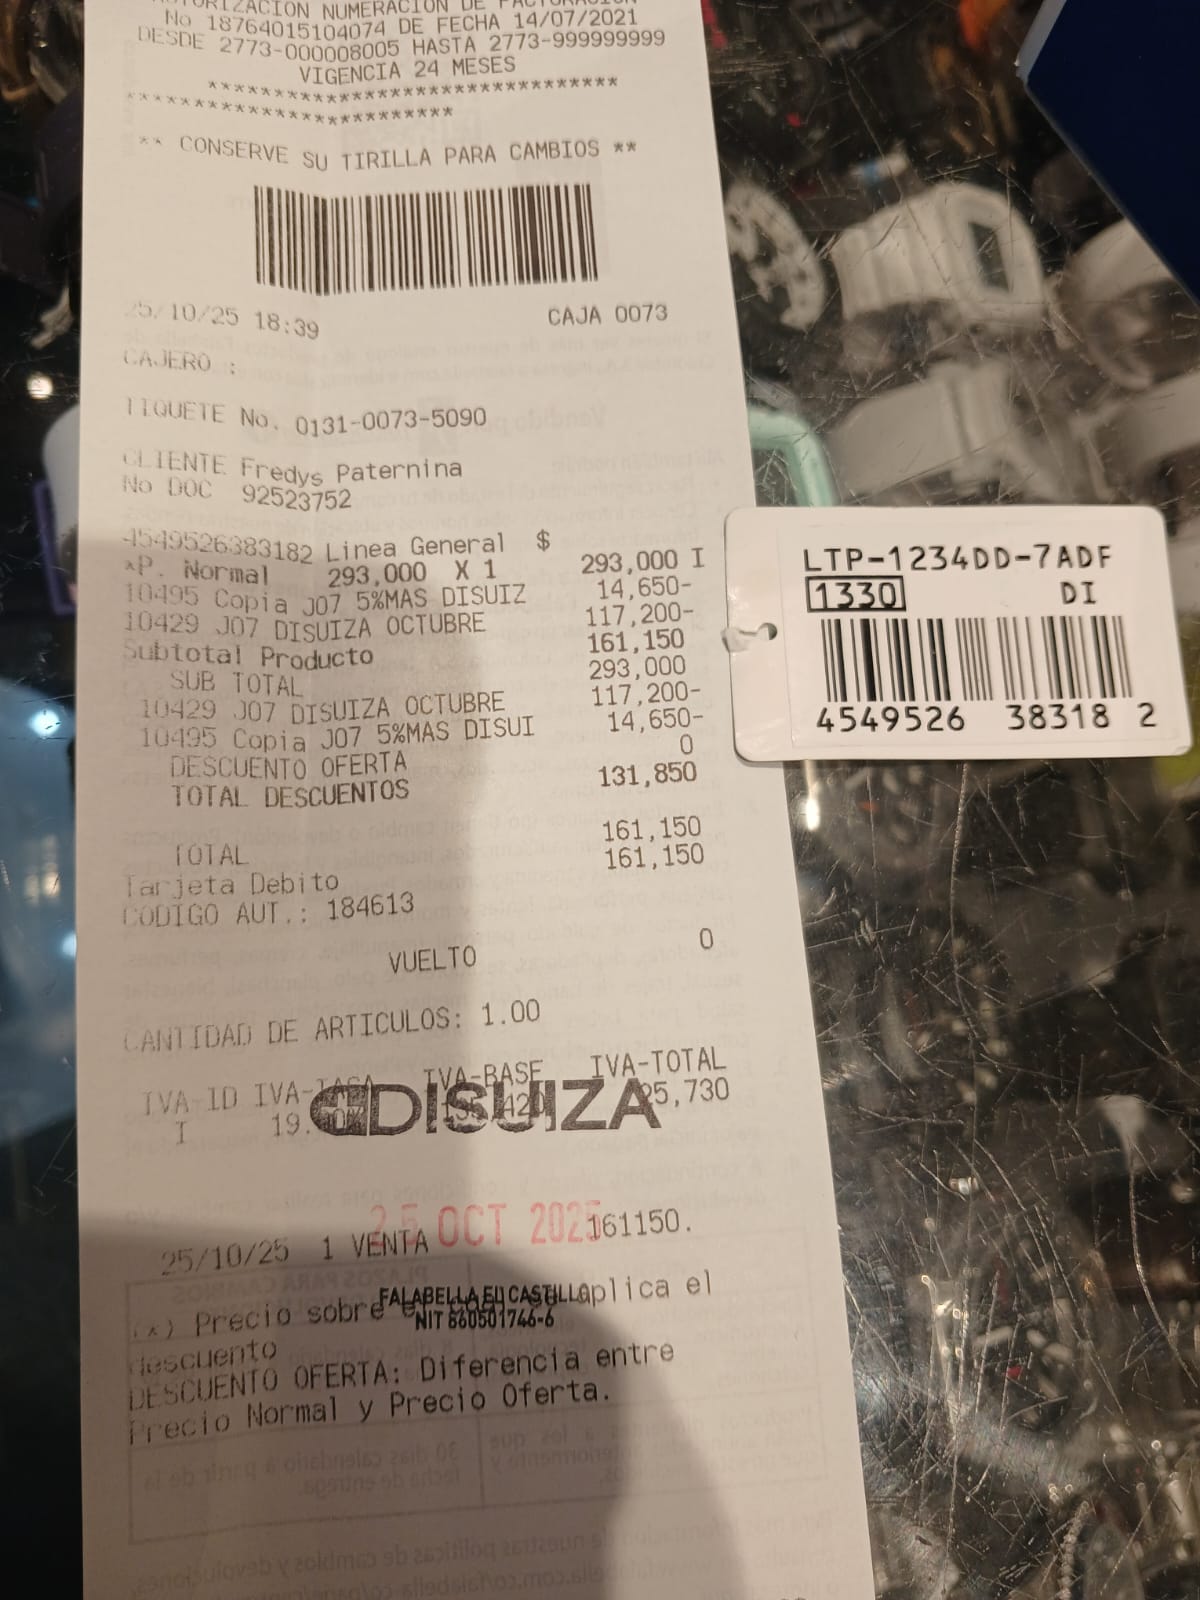 NUMERACION DE FACTURACION
No 18764015104074 DE FECHA 14/07/2021
DESDE 2773-000008005 HASTA 2773-999999999
VIGENCIA 24 MESES
*******************************
*************************
** CONSERVE SU TIRILLA PARA CAMBIOS **
25/10/25 18:39 CAJA 0073
CAJERO :
TIQUETE No. 0131-0073-5090
CLIENTE Fredys Paternina
No DOC 92523752
4549526383182 Linea General $
*P. Normal 293,000 X 1 293,000 I
10495 Copia J07 5%MAS DISUIZ 14,650-
10429 J07 DISUIZA OCTUBRE 117,200-
Subtotal Producto 161,150
SUB TOTAL 293,000
10429 J07 DISUIZA OCTUBRE 117,200-
10495 Copia J07 5%MAS DISUI 14,650-
DESCUENTO OFERTA 0
TOTAL DESCUENTOS 131,850
TOTAL 161,150
Tarjeta Debito 161,150
CODIGO AUT.: 184613
VUELTO 0
CANTIDAD DE ARTICULOS: 1.00
IVA-ID IVA-TASA IVA-BASE IVA-TOTAL
I 19. 25,730
DISUIZA
25 OCT 2025
25/10/25 1 VENTA 161150.
FALABELLA EU CASTILLO
NIT 860501746-6
(*) Precio sobre el aplica el
descuento
DESCUENTO OFERTA: Diferencia entre
Precio Normal y Precio Oferta.
LTP-1234DD-7ADF
1330 DI
4549526 38318 2